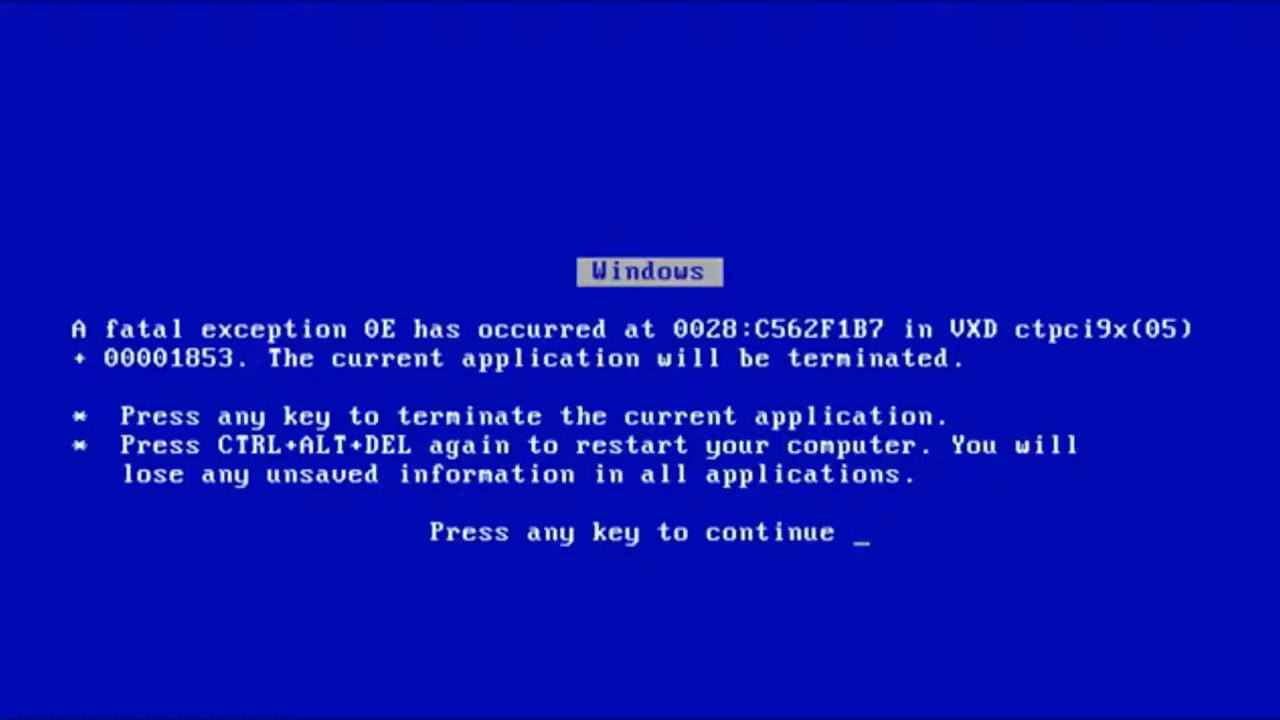 Windows
A fatal exception 0E has occurred at 0028:C562F1B7 in VXD ctpci9x(05)
+ 00001853. The current application will be terminated.
* Press any key to terminate the current application.
* Press CTRL+ALT+DEL again to restart your computer. You will
lose any unsaved information in all applications.
Press any key to continue _